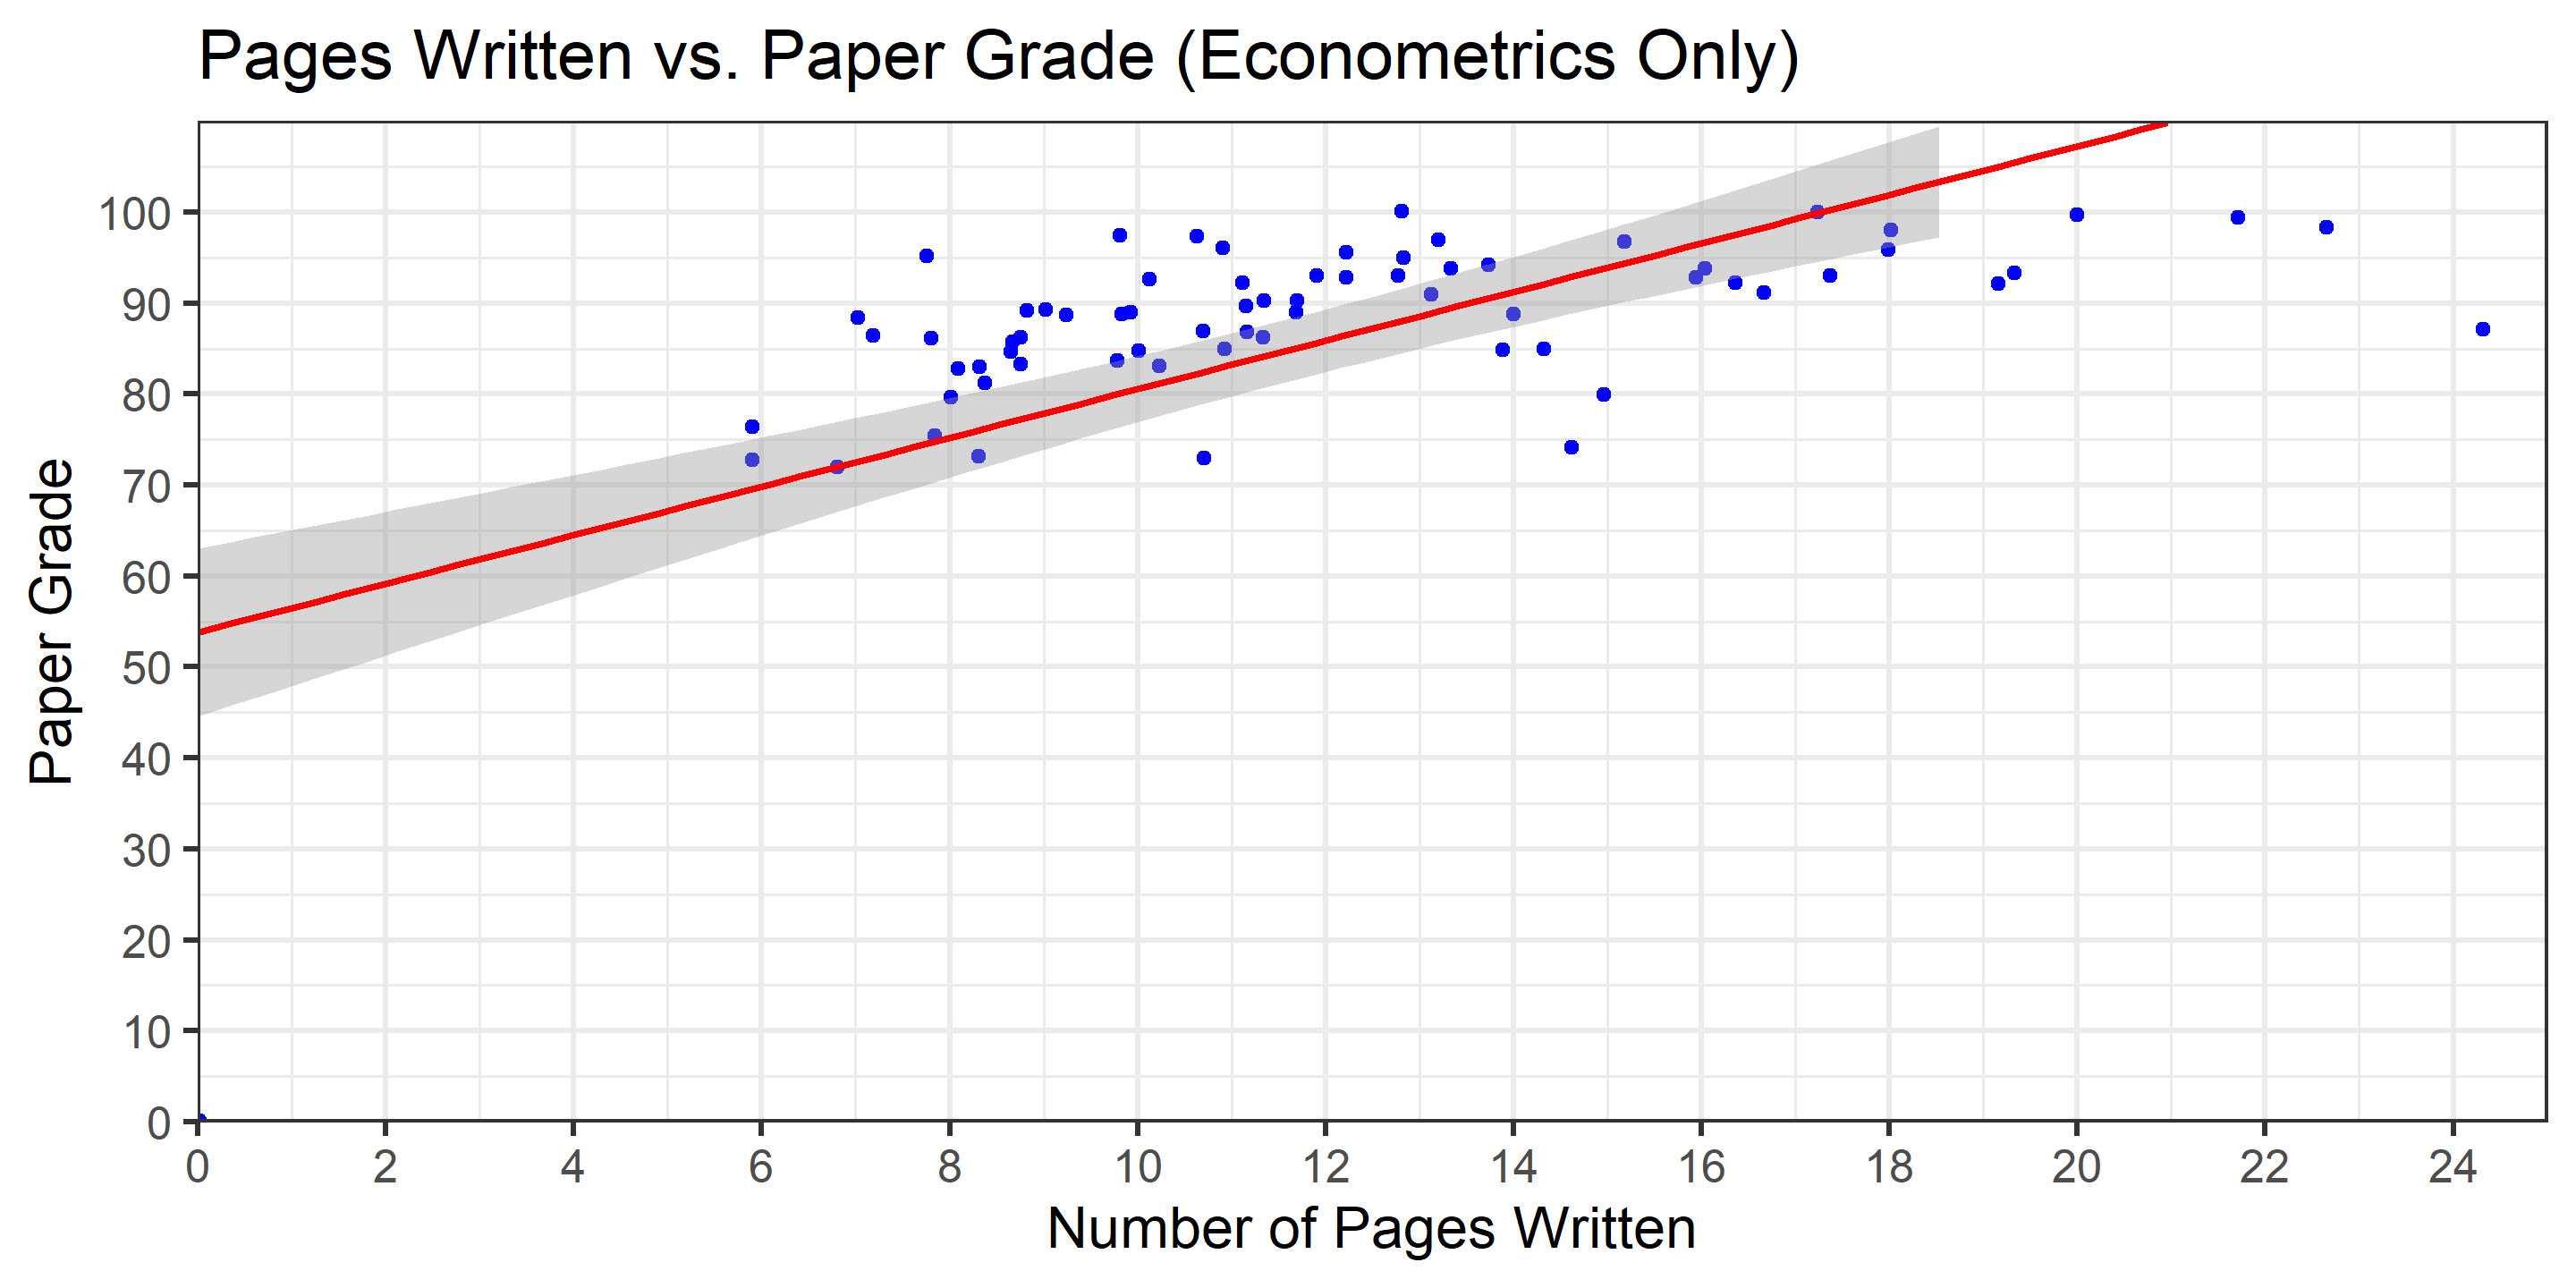 Pages Written vs. Paper Grade (Econometrics Only)
Paper Grade
100
90
80
70
60
50
40
30
20
10
0
0 2 4 6 8 10 12 14 16 18 20 22 24
Number of Pages Written